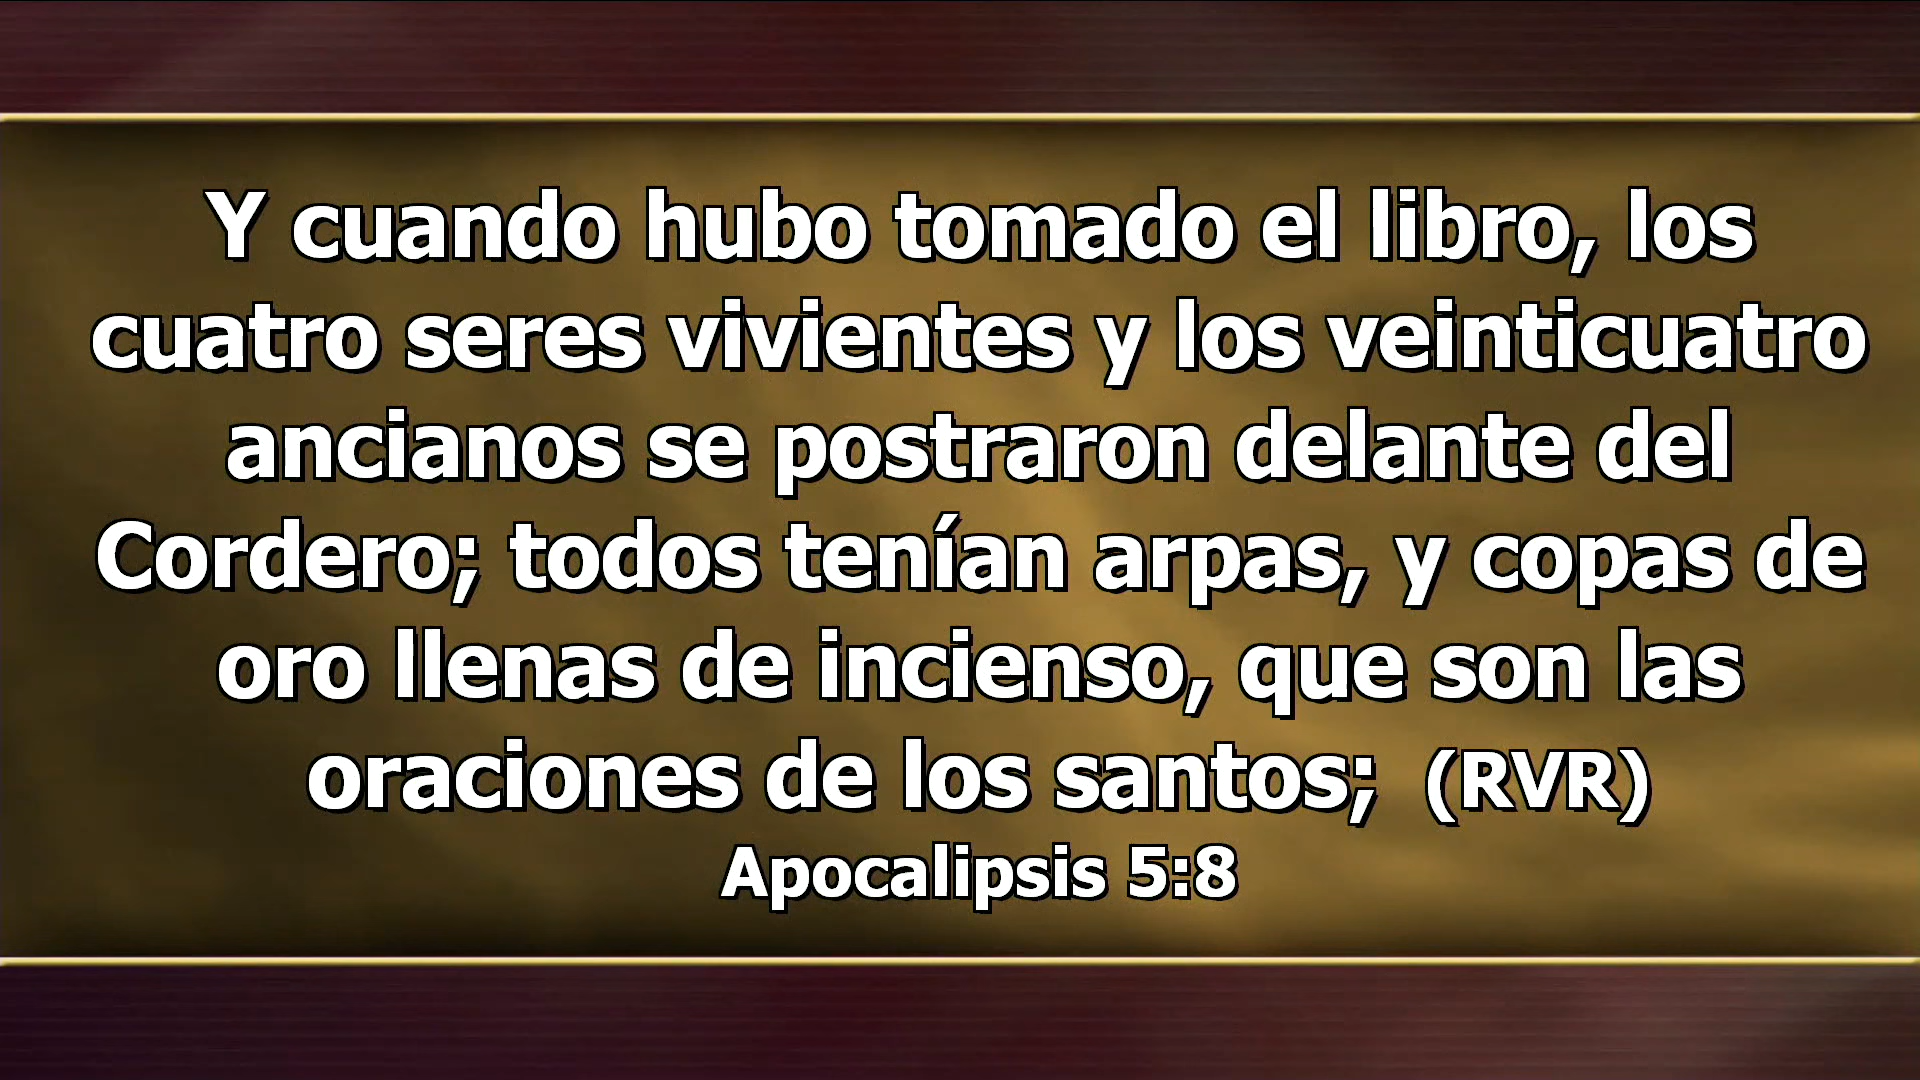 Y cuando hubo tomado el libro, los
cuatro seres vivientes y los veinticuatro
ancianos se postraron delante del
Cordero; todos tenían arpas, y copas de
oro llenas de incienso, que son las
oraciones de los santos; (RVR)
Apocalipsis 5:8